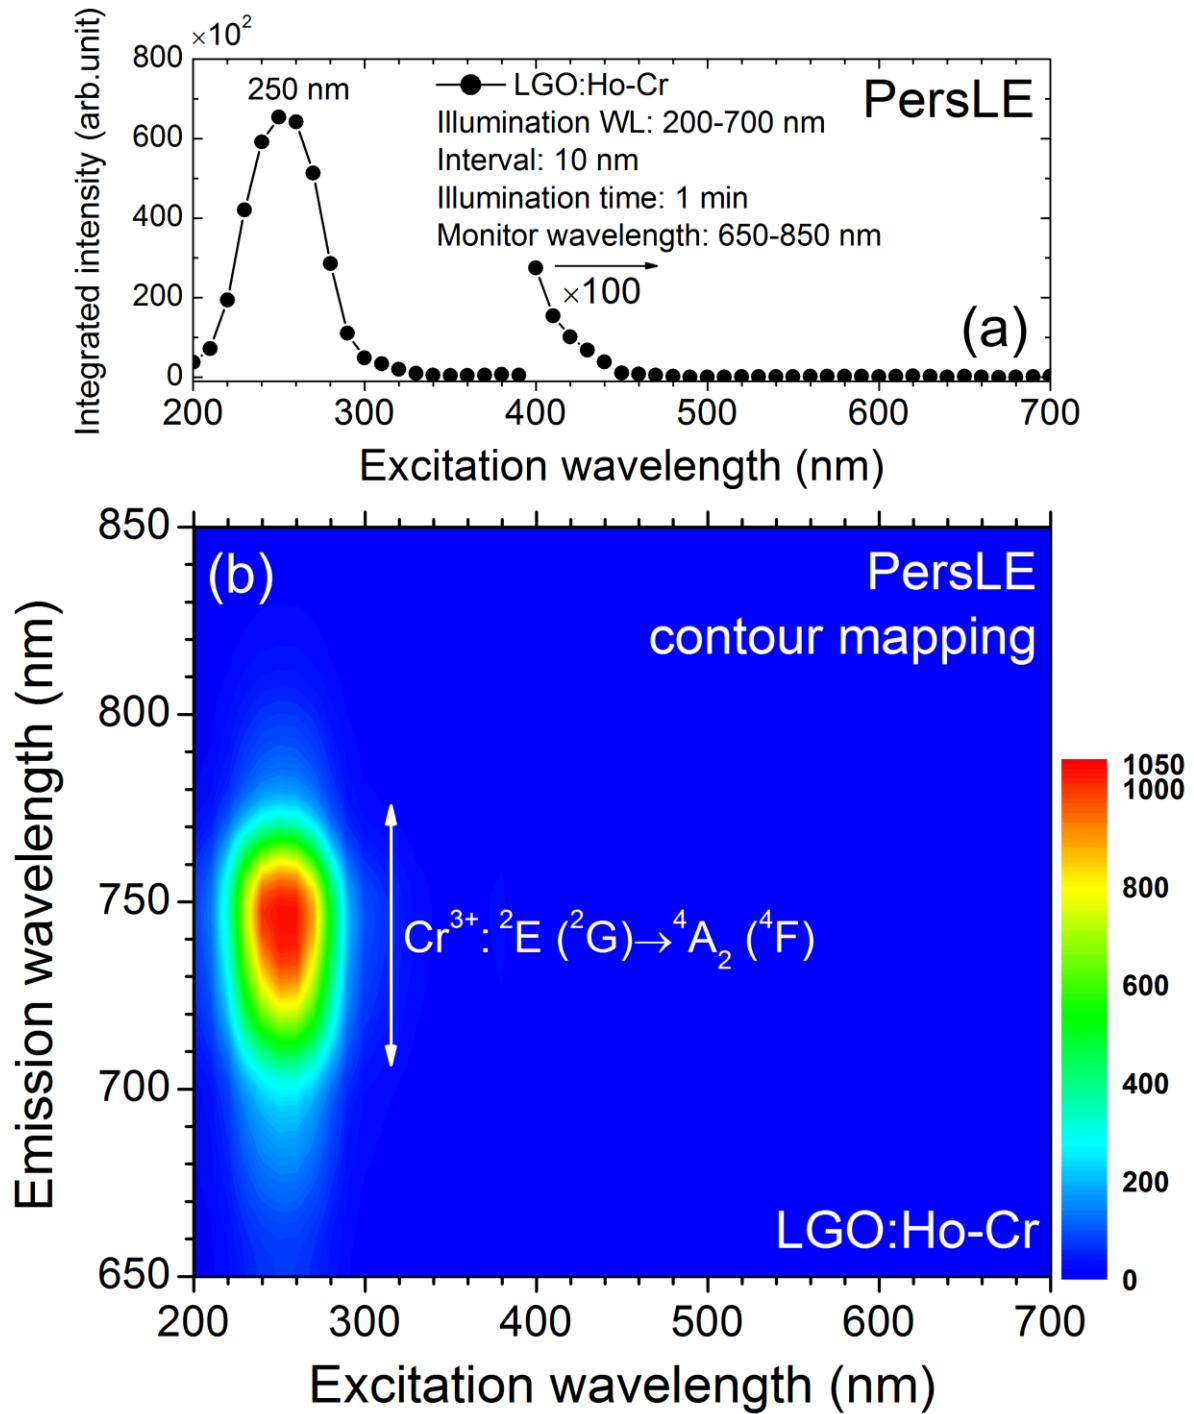 ×10²
800
600
400
200
0
Integrated intensity (arb.unit)
250 nm
LGO:Ho-Cr
Illumination WL: 200-700 nm
Interval: 10 nm
Illumination time: 1 min
Monitor wavelength: 650-850 nm
PersLE
×100
(a)
200 300 400 500 600 700
Excitation wavelength (nm)
850
800
750
700
650
Emission wavelength (nm)
(b)
PersLE
contour mapping
Cr³⁺: ²E (²G)→⁴A₂ (⁴F)
LGO:Ho-Cr
1050
1000
800
600
400
200
0
200 300 400 500 600 700
Excitation wavelength (nm)